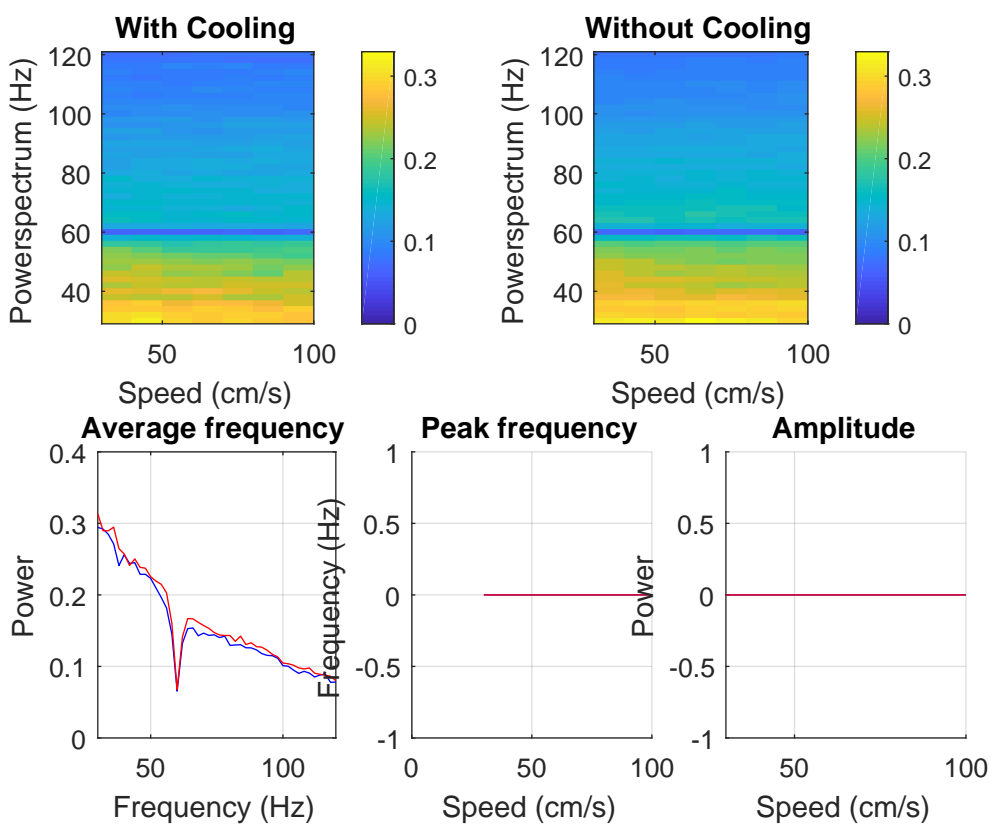 With Cooling
Powerspectrum (Hz)
120
100
80
60
40
50
100
Speed (cm/s)
0.3
0.2
0.1
0
Without Cooling
Powerspectrum (Hz)
120
100
80
60
40
50
100
Speed (cm/s)
0.3
0.2
0.1
0
Average frequency
Power
0.4
0.3
0.2
0.1
0
50
100
Frequency (Hz)
Peak frequency
Frequency (Hz)
1
0.5
0
-0.5
-1
0
50
100
Speed (cm/s)
Amplitude
Power
1
0.5
0
-0.5
-1
50
100
Speed (cm/s)